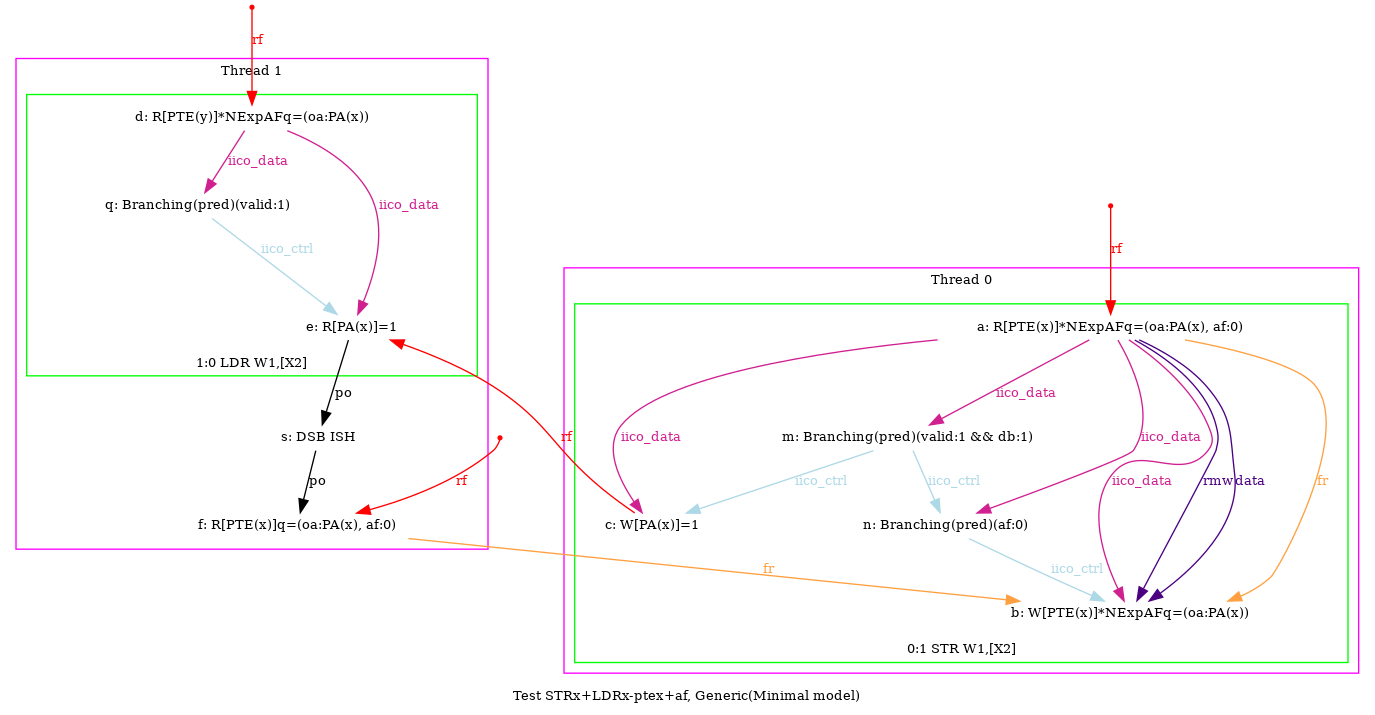 rf
Thread 1
d: R[PTE(y)]*NExpAFq=(oa:PA(x))
iico_data
q: Branching(pred)(valid:1)
iico_data
iico_ctrl
e: R[PA(x)]=1
1:0 LDR W1,[X2]
po
s: DSB ISH
po
rf
f: R[PTE(x)]q=(oa:PA(x), af:0)
rf
fr
rf
Thread 0
a: R[PTE(x)]*NExpAFq=(oa:PA(x), af:0)
iico_data
iico_data
m: Branching(pred)(valid:1 && db:1)
iico_data
iico_ctrl
iico_ctrl
iico_data
rmw
data
fr
c: W[PA(x)]=1
n: Branching(pred)(af:0)
iico_ctrl
b: W[PTE(x)]*NExpAFq=(oa:PA(x))
0:1 STR W1,[X2]
Test STRx+LDRx-ptex+af, Generic(Minimal model)